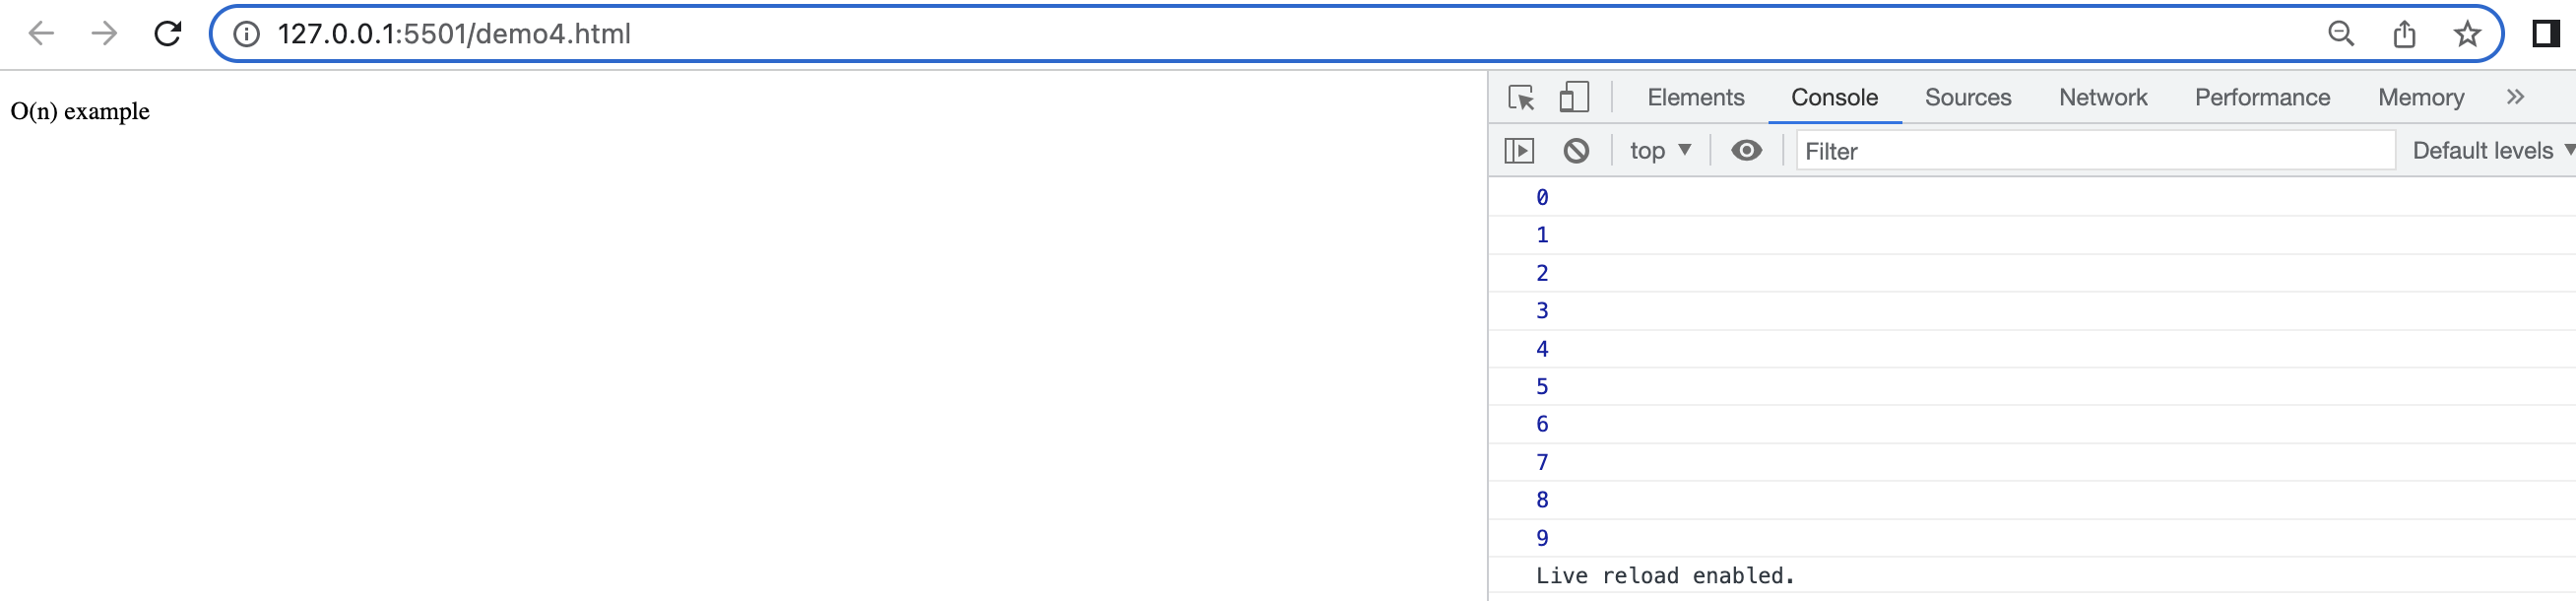 127.0.0.1:5501/demo4.html
O(n) example
Elements Console Sources Network Performance Memory
top Filter Default levels
0
1
2
3
4
5
6
7
8
9
Live reload enabled.